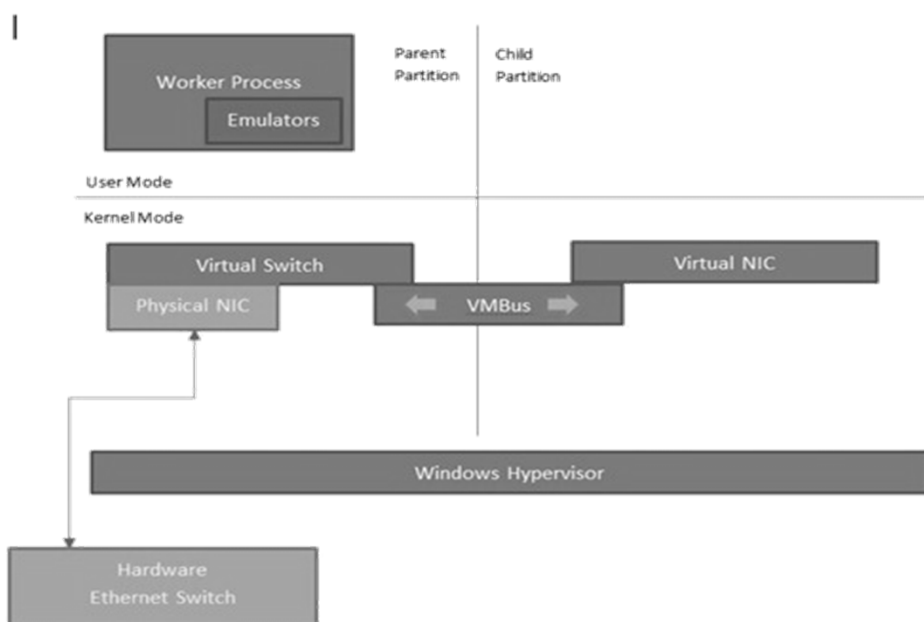 Parent
Partition
Child
Partition
Worker Process
Emulators
User Mode
Kernel Mode
Virtual Switch
Virtual NIC
Physical NIC
VMBus
Windows Hypervisor
Hardware
Ethernet Switch